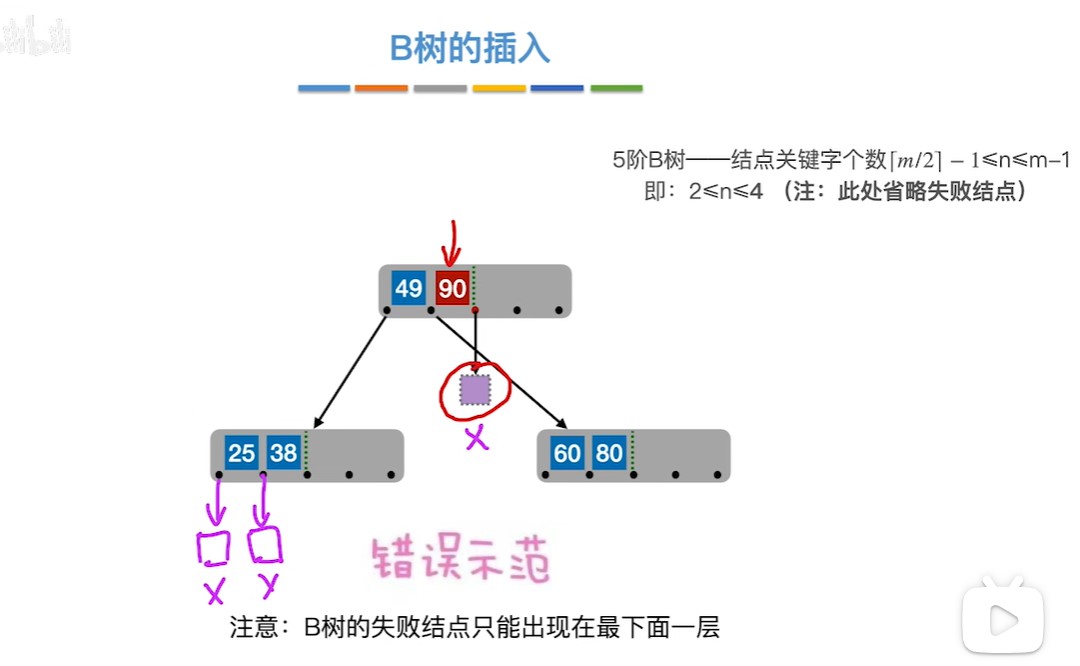 B树的插入
5阶B树——结点关键字个数⌈m/2⌉ − 1≤n≤m−1
即：2≤n≤4 （注：此处省略失败结点）
49 90
25 38 60 80
错误示范
注意：B树的失败结点只能出现在最下面一层